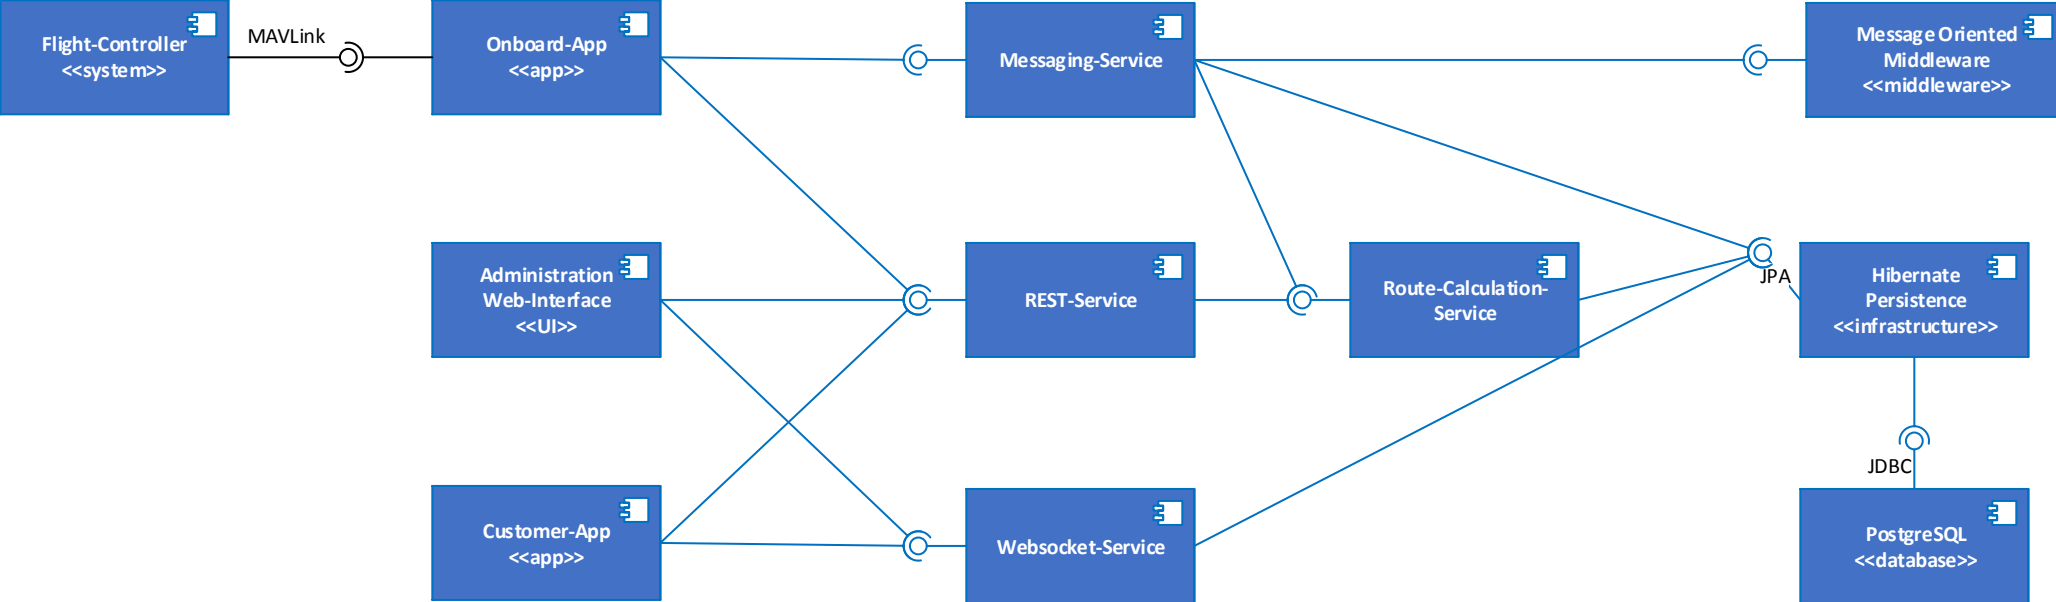 Flight-Controller
<<system>>
MAVLink
Onboard-App
<<app>>
Messaging-Service
Message Oriented
Middleware
<<middleware>>
Administration
Web-Interface
<<UI>>
REST-Service
Route-Calculation-
Service
JPA
Hibernate
Persistence
<<infrastructure>>
JDBC
Customer-App
<<app>>
Websocket-Service
PostgreSQL
<<database>>